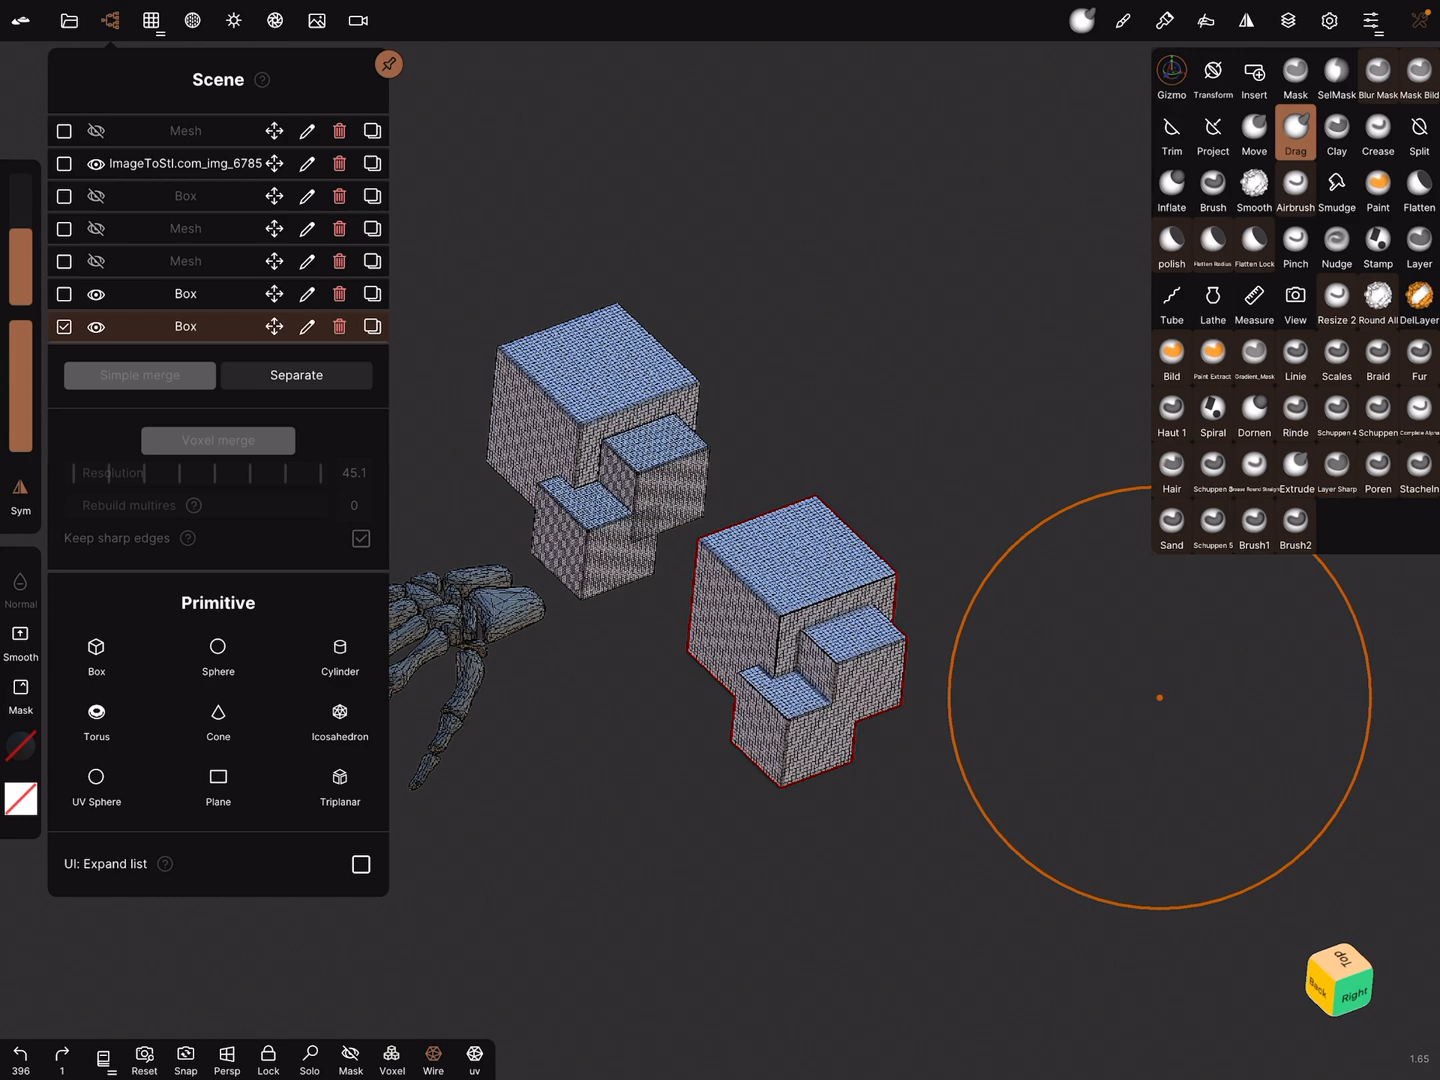 Scene
Mesh
ImageToStl.com_img_6785
Box
Mesh
Mesh
Box
Box
Simple merge
Separate
Voxel merge
Resolution
45.1
Rebuild multires
0
Keep sharp edges
Primitive
Box
Sphere
Cylinder
Torus
Cone
Icosahedron
UV Sphere
Plane
Triplanar
UI: Expand list
Sym
Normal
Smooth
Mask
Gizmo
Transform
Insert
Mask
SelMask
Blur Mask
Mask Bild
Trim
Project
Move
Drag
Clay
Crease
Split
Inflate
Brush
Smooth
Airbrush
Smudge
Paint
Flatten
polish
Flatten Radius
Flatten Lock
Pinch
Nudge
Stamp
Layer
Tube
Lathe
Measure
View
Resize 2
Round All
DelLayer
Bild
Paint Extract
Gradient_Mask
Linie
Scales
Braid
Fur
Haut 1
Spiral
Dornen
Rinde
Schuppen 4
Schuppen
Hair
Extrude
Layer Sharp
Poren
Stacheln
Sand
Schuppen 5
Brush1
Brush2
Top
Back
Right
396
1
Reset
Snap
Persp
Lock
Solo
Mask
Voxel
Wire
uv
1.65